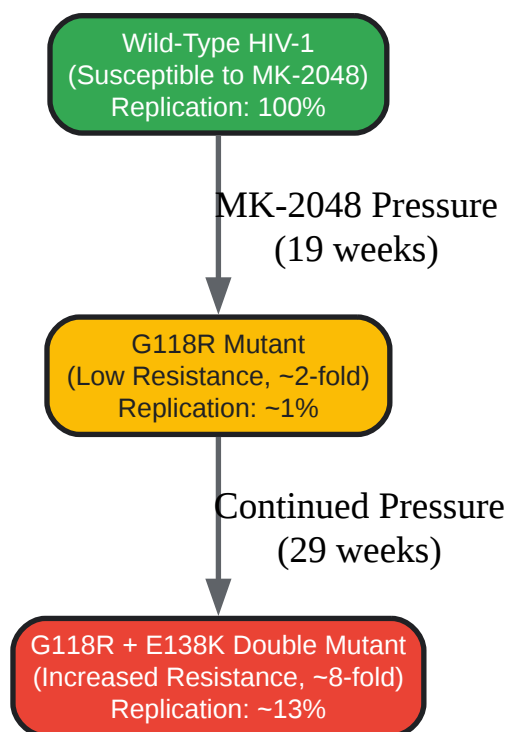 Wild-Type HIV-1
(Susceptible to MK-2048)
Replication: 100%
MK-2048 Pressure
(19 weeks)
G118R Mutant
(Low Resistance, ~2-fold)
Replication: ~1%
Continued Pressure
(29 weeks)
G118R + E138K Double Mutant
(Increased Resistance, ~8-fold)
Replication: ~13%